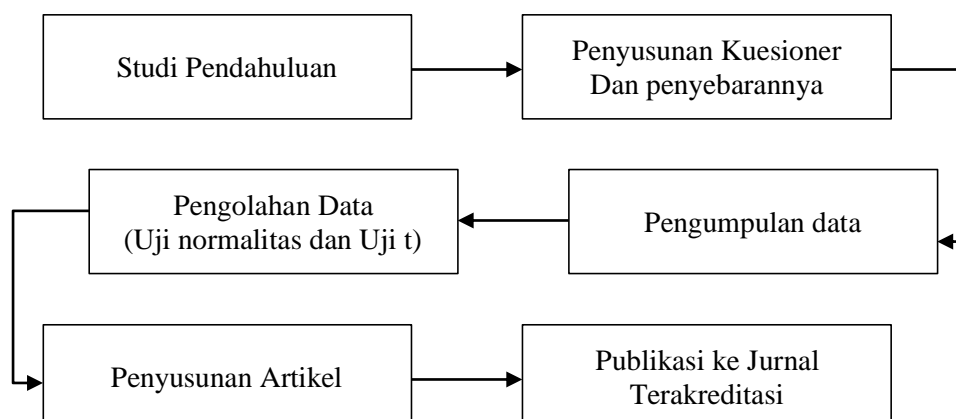 Studi Pendahuluan
Penyusunan Kuesioner
Dan penyebarannya
Pengumpulan data
Pengolahan Data
(Uji normalitas dan Uji t)
Penyusunan Artikel
Publikasi ke Jurnal
Terakreditasi